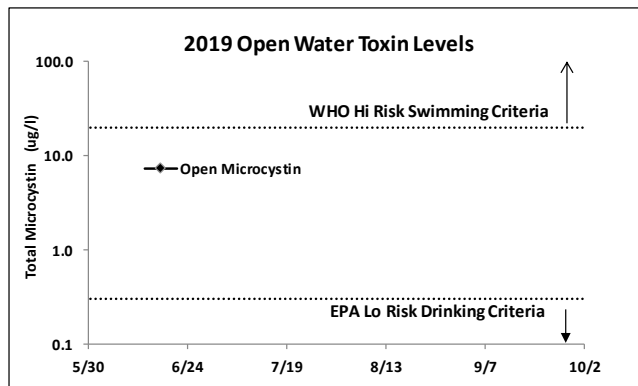 2019 Open Water Toxin Levels
100.0
WHO Hi Risk Swimming Criteria
10.0
Open Microcystin
1.0
EPA Lo Risk Drinking Criteria
0.1
Total Microcystin (ug/l)
5/30 6/24 7/19 8/13 9/7 10/2